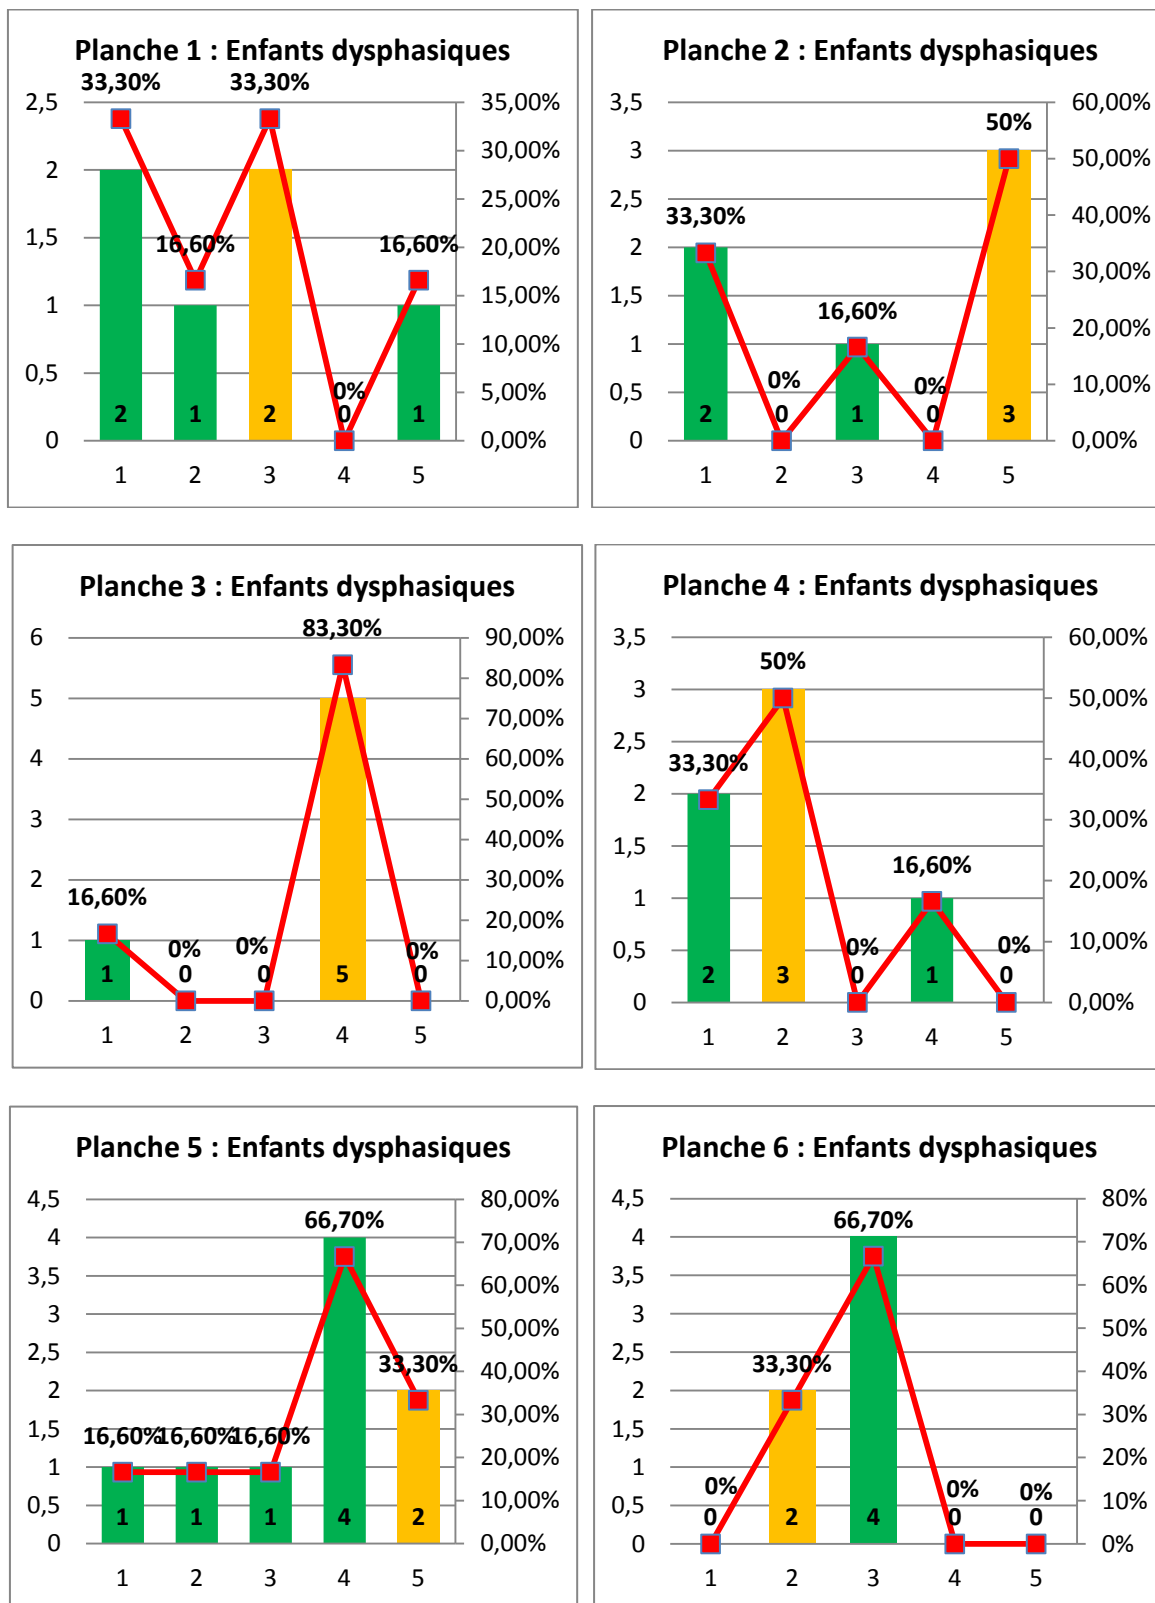 Planche 1 : Enfants dysphasiques
33,30% 33,30%
2,5 35,00%
30,00%
2 25,00%
1,5 16,60% 16,60% 20,00%
15,00%
1
10,00%
0,5 0% 5,00%
2 1 2 0 1
0 0,00%
1 2 3 4 5
Planche 2 : Enfants dysphasiques
3,5 60,00%
50%
3 50,00%
2,5 33,30% 40,00%
2
30,00%
1,5 16,60%
20,00%
1
0% 0% 10,00%
0,5
2 0 1 0 3
0 0,00%
1 2 3 4 5
Planche 3 : Enfants dysphasiques
83,30%
6 90,00%
80,00%
5 70,00%
4 60,00%
50,00%
3
40,00%
2 30,00%
16,60% 20,00%
1 0% 0% 0% 10,00%
1 0 0 5 0
0 0,00%
1 2 3 4 5
Planche 4 : Enfants dysphasiques
3,5 60,00%
50%
3 50,00%
2,5 33,30% 40,00%
2
30,00%
1,5 16,60%
20,00%
1
0% 0% 10,00%
0,5
2 3 0 1 0
0 0,00%
1 2 3 4 5
Planche 5 : Enfants dysphasiques
4,5 66,70% 80,00%
4 70,00%
3,5 60,00%
3 50,00%
2,5 33,30% 40,00%
2
30,00%
1,5 16,60% 16,60% 16,60%
20,00%
1
0,5 10,00%
1 1 1 4 2
0 0,00%
1 2 3 4 5
Planche 6 : Enfants dysphasiques
4,5 66,70% 80%
4 70%
3,5 60%
3 50%
2,5 33,30% 40%
2
30%
1,5
20%
1
0% 0% 0%
0,5 10%
0 2 4 0 0
0 0%
1 2 3 4 5